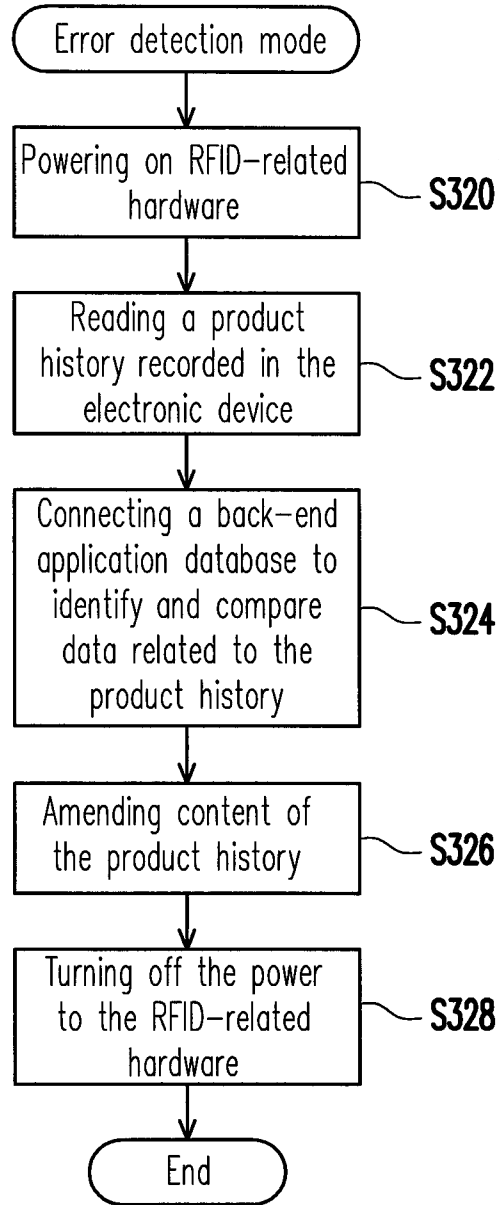 Error detection mode
Powering on RFID-related
hardware
S320
Reading a product
history recorded in the
electronic device
S322
Connecting a back-end
application database to
identify and compare
data related to the
product history
S324
Amending content of
the product history
S326
Turning off the power
to the RFID-related
hardware
S328
End